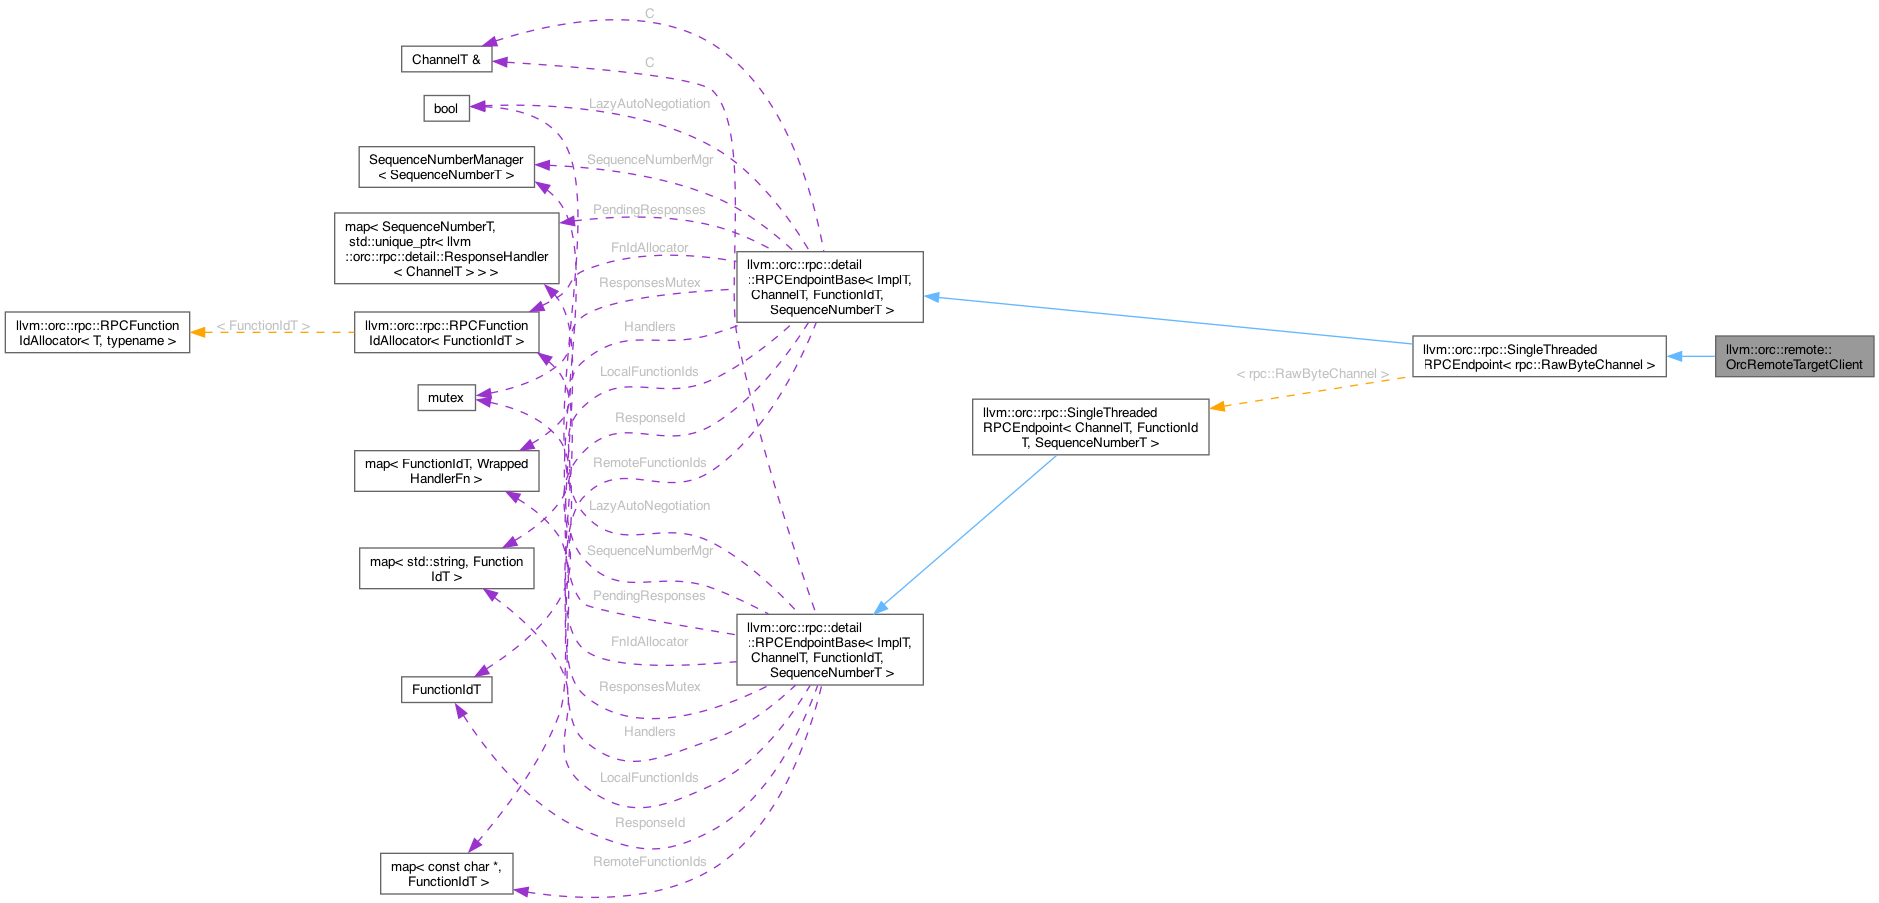 C
ChannelT &
C
bool
LazyAutoNegotiation
SequenceNumberManager
< SequenceNumberT >
SequenceNumberMgr
map< SequenceNumberT,
std::unique_ptr< llvm
::orc::rpc::detail::ResponseHandler
< ChannelT > > >
PendingResponses
FnIdAllocator
ResponsesMutex
Handlers
LocalFunctionIds
ResponseId
RemoteFunctionIds
llvm::orc::rpc::detail
::RPCEndpointBase< ImplT,
ChannelT, FunctionIdT,
SequenceNumberT >
llvm::orc::rpc::RPCFunction
IdAllocator< T, typename >
< FunctionIdT >
llvm::orc::rpc::RPCFunction
IdAllocator< FunctionIdT >
llvm::orc::rpc::SingleThreaded
RPCEndpoint< rpc::RawByteChannel >
llvm::orc::remote::
OrcRemoteTargetClient
< rpc::RawByteChannel >
mutex
llvm::orc::rpc::SingleThreaded
RPCEndpoint< ChannelT, FunctionId
T, SequenceNumberT >
map< FunctionIdT, Wrapped
HandlerFn >
LazyAutoNegotiation
SequenceNumberMgr
map< std::string, Function
IdT >
PendingResponses
FnIdAllocator
llvm::orc::rpc::detail
::RPCEndpointBase< ImplT,
ChannelT, FunctionIdT,
SequenceNumberT >
FunctionIdT
ResponsesMutex
Handlers
LocalFunctionIds
ResponseId
RemoteFunctionIds
map< const char *,
FunctionIdT >